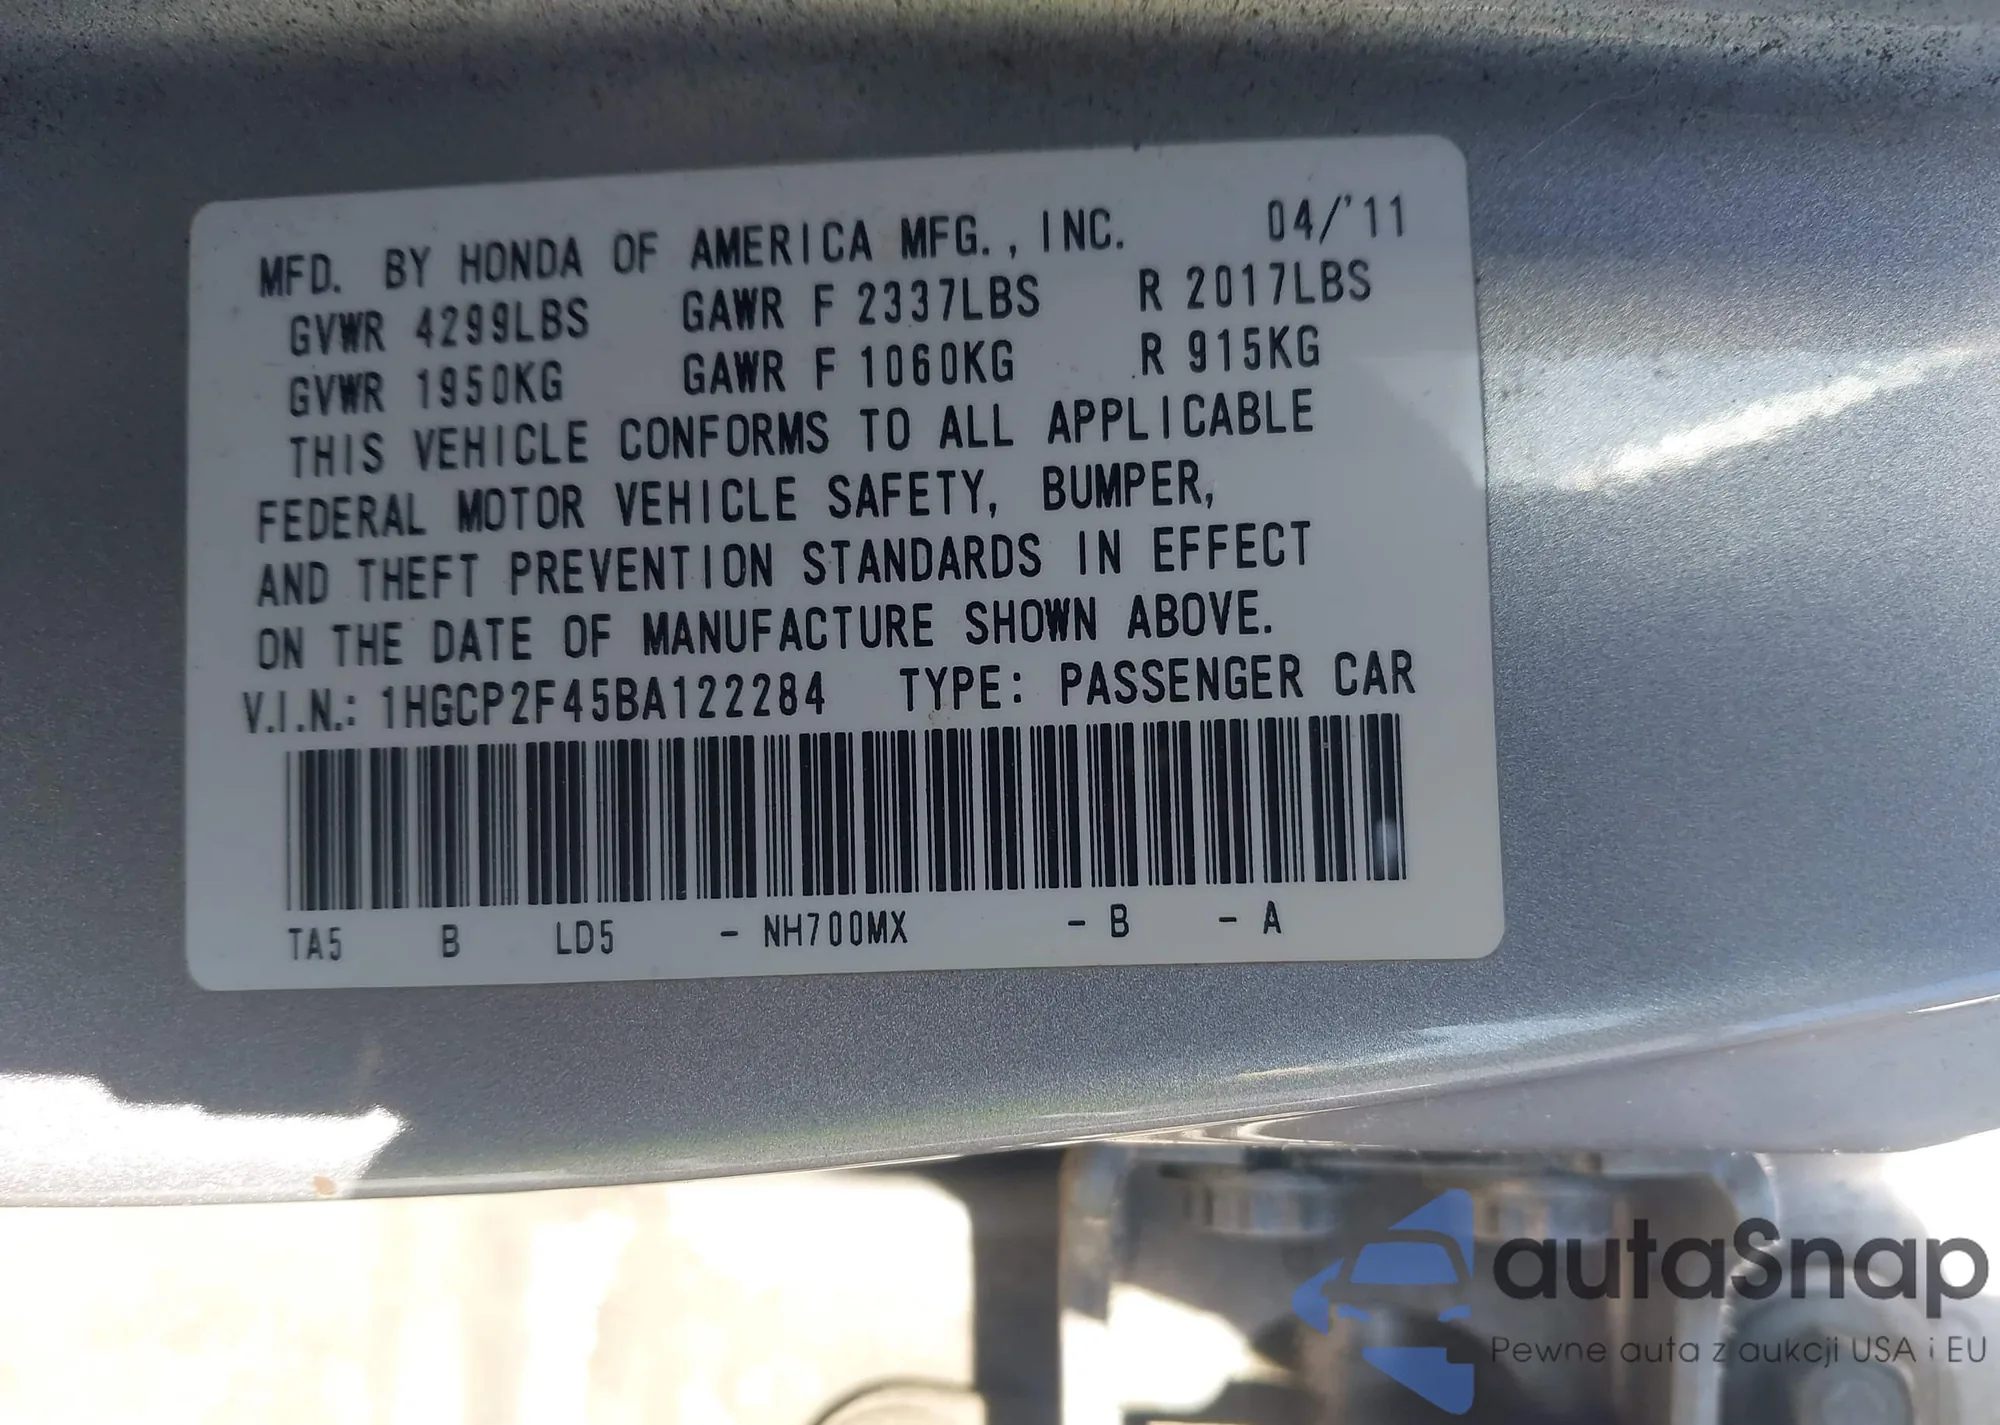 MFD. BY HONDA OF AMERICA MFG., INC. 04/'11
GVWR 4299LBS GAWR F 2337LBS R 2017LBS
GVWR 1950KG GAWR F 1060KG R 915KG
THIS VEHICLE CONFORMS TO ALL APPLICABLE
FEDERAL MOTOR VEHICLE SAFETY, BUMPER,
AND THEFT PREVENTION STANDARDS IN EFFECT
ON THE DATE OF MANUFACTURE SHOWN ABOVE.
V.I.N.: 1HGCP2F45BA122284 TYPE: PASSENGER CAR
TA5 B LD5 - NH700MX - B - A
autaSnap
Pewne auta z aukcji USA i EU